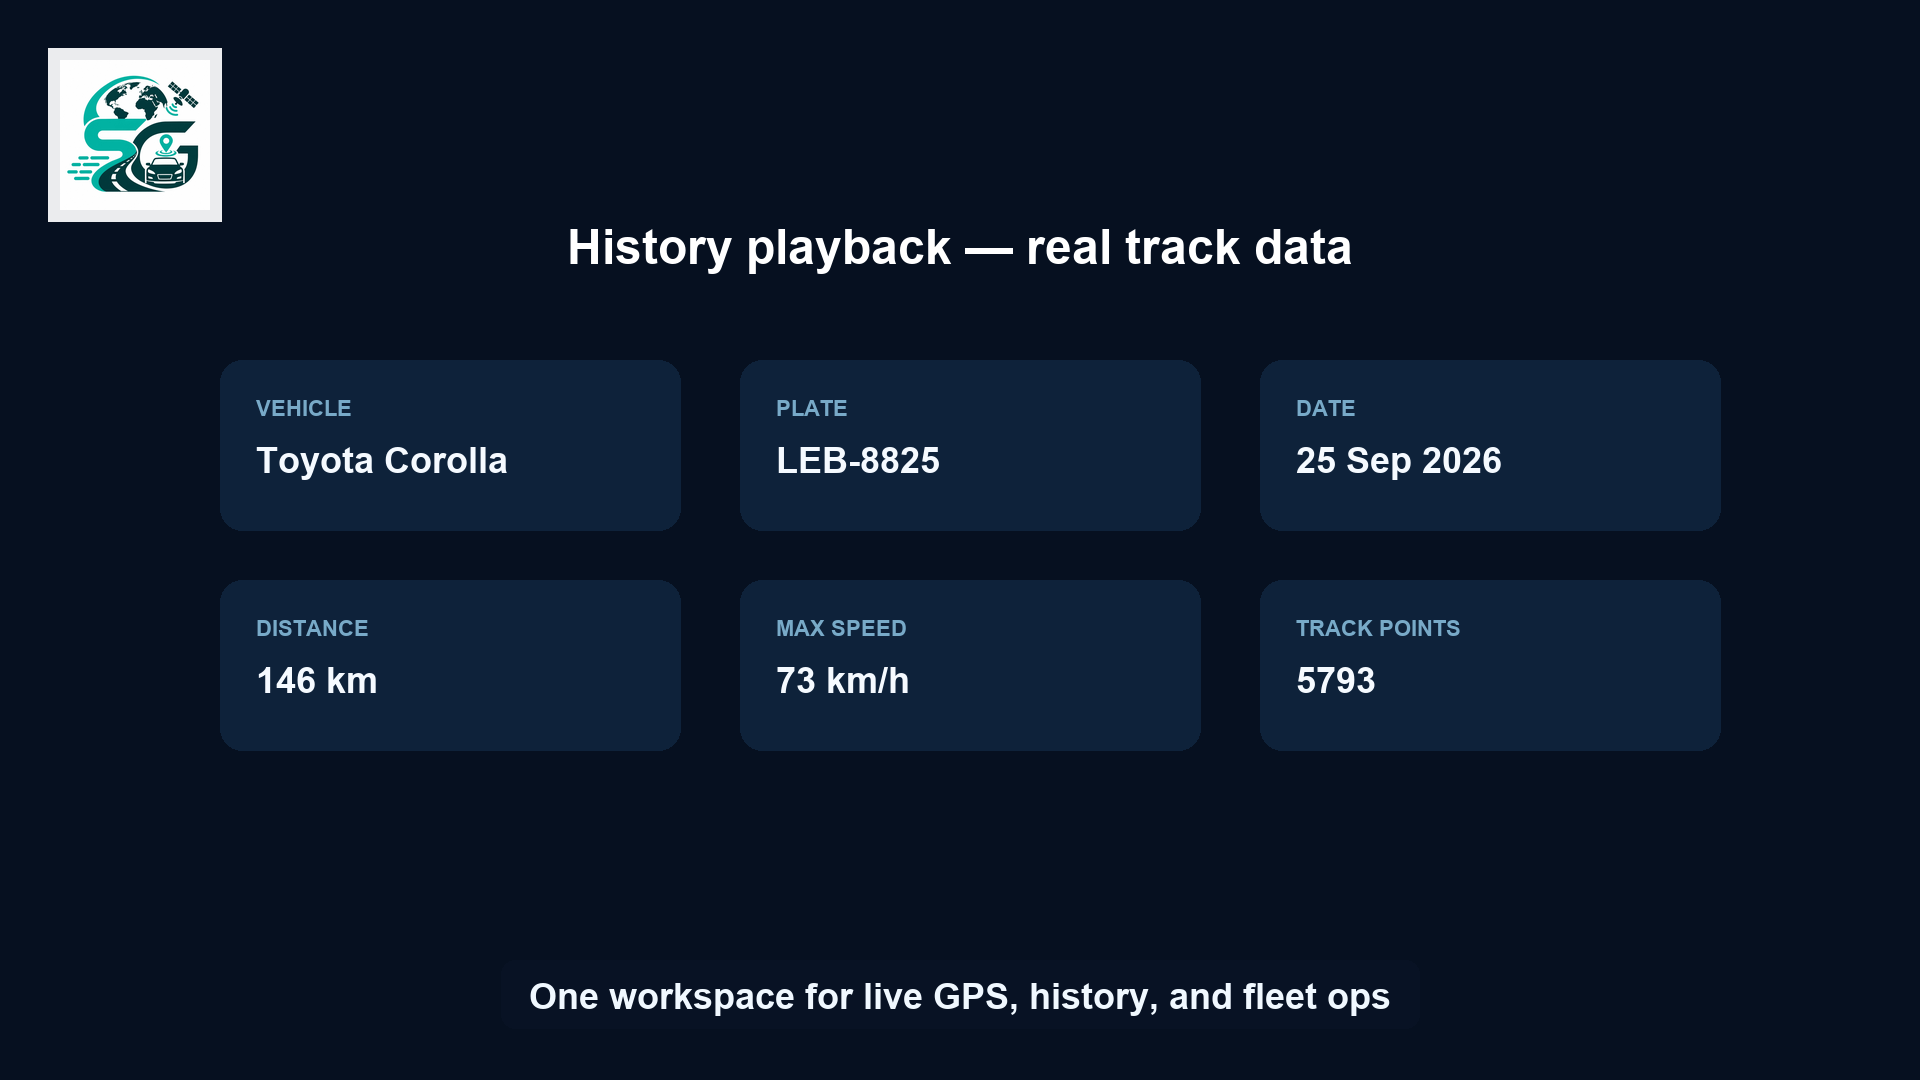 SG
History playback — real track data
VEHICLE
Toyota Corolla
PLATE
LEB-8825
DATE
25 Sep 2026
DISTANCE
146 km
MAX SPEED
73 km/h
TRACK POINTS
5793
One workspace for live GPS, history, and fleet ops